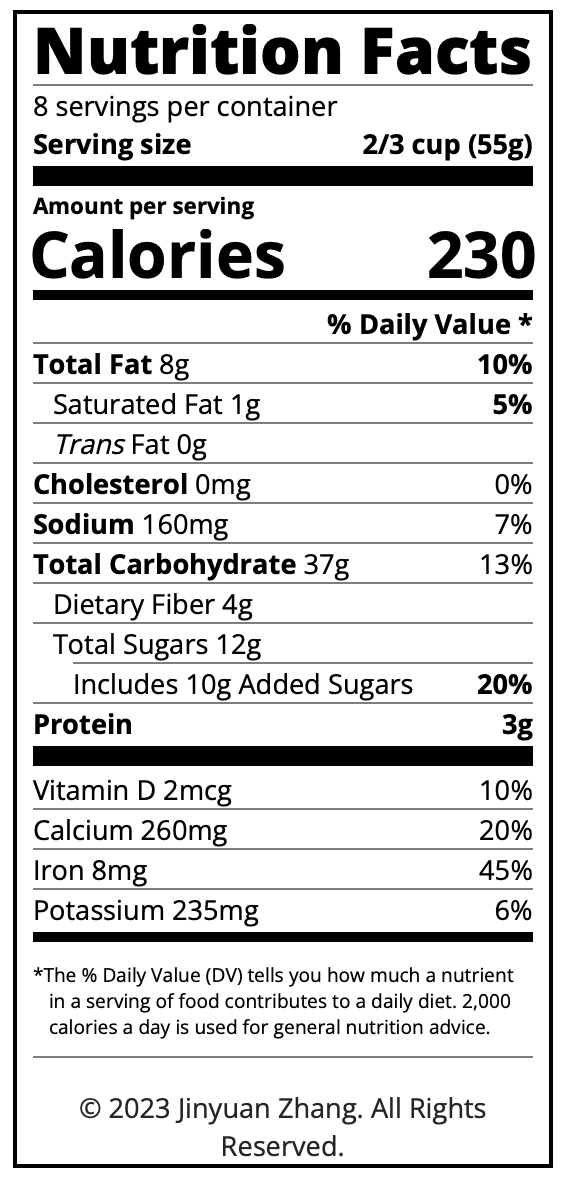 Nutrition Facts
8 servings per container
Serving size 2/3 cup (55g)
Amount per serving
Calories 230
% Daily Value *
Total Fat 8g 10%
Saturated Fat 1g 5%
Trans Fat 0g
Cholesterol 0mg 0%
Sodium 160mg 7%
Total Carbohydrate 37g 13%
Dietary Fiber 4g
Total Sugars 12g
Includes 10g Added Sugars 20%
Protein 3g
Vitamin D 2mcg 10%
Calcium 260mg 20%
Iron 8mg 45%
Potassium 235mg 6%
*The % Daily Value (DV) tells you how much a nutrient
in a serving of food contributes to a daily diet. 2,000
calories a day is used for general nutrition advice.
© 2023 Jinyuan Zhang. All Rights
Reserved.